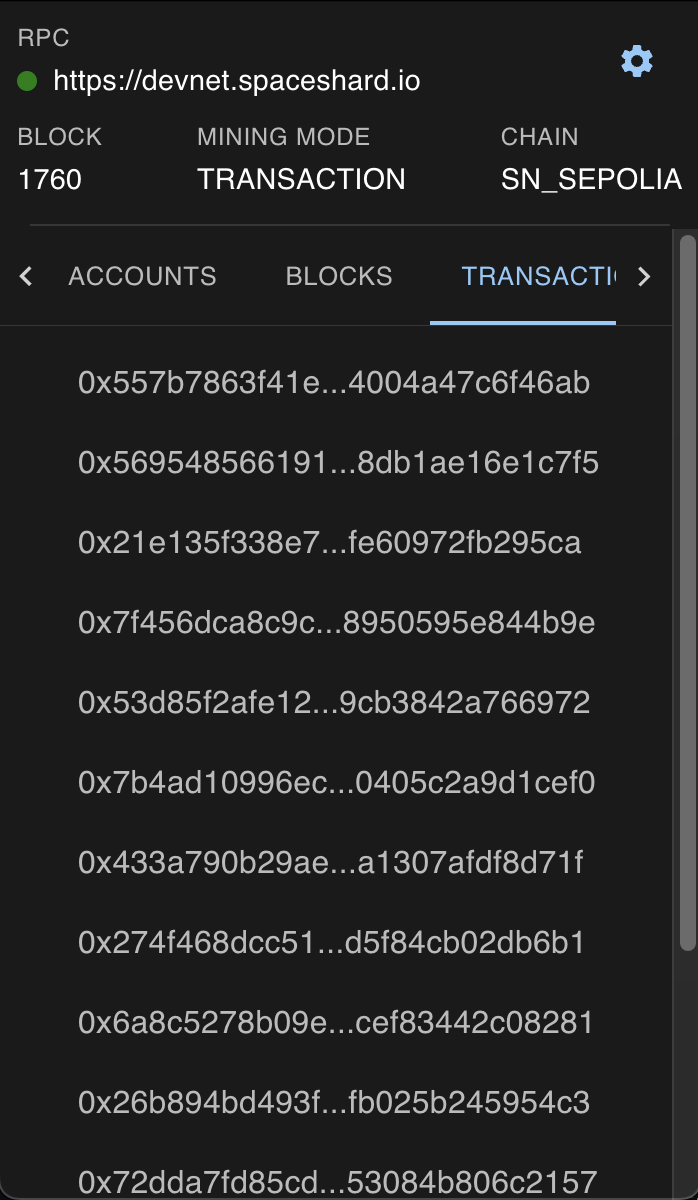 RPC
https://devnet.spaceshard.io
BLOCK MINING MODE CHAIN
1760 TRANSACTION SN_SEPOLIA
ACCOUNTS BLOCKS TRANSACTI
0x557b7863f41e...4004a47c6f46ab
0x569548566191...8db1ae16e1c7f5
0x21e135f338e7...fe60972fb295ca
0x7f456dca8c9c...8950595e844b9e
0x53d85f2afe12...9cb3842a766972
0x7b4ad10996ec...0405c2a9d1cef0
0x433a790b29ae...a1307afdf8d71f
0x274f468dcc51...d5f84cb02db6b1
0x6a8c5278b09e...cef83442c08281
0x26b894bd493f...fb025b245954c3
0x72dda7fd85cd...53084b806c2157